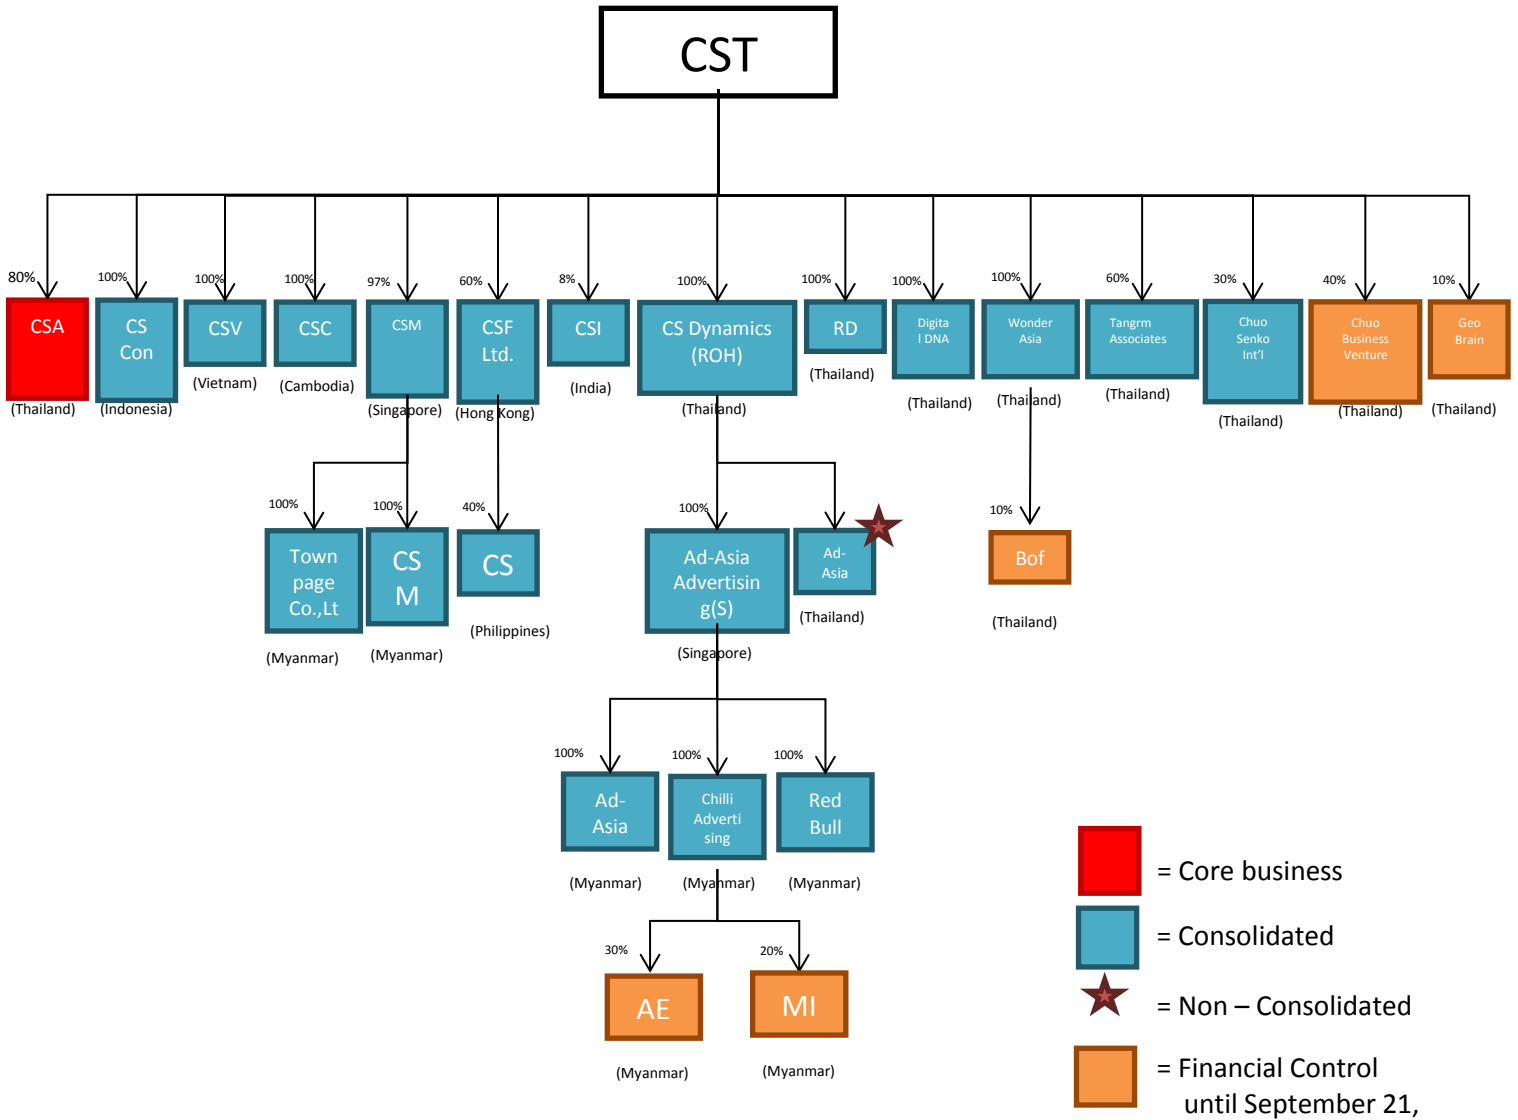 CST
80%
100%
100%
100%
97%
60%
8%
100%
100%
100%
100%
60%
30%
40%
10%
CSA
CS
Con
CSV
CSC
CSM
CSF
Ltd.
CSI
CS Dynamics
(ROH)
RD
Digita
l DNA
Wonder
Asia
Tangrm
Associates
Chuo
Senko
Int'l
Chuo
Business
Venture
Geo
Brain
(Thailand)
(Indonesia)
(Vietnam)
(Cambodia)
(Singapore)
(Hong Kong)
(India)
(Thailand)
(Thailand)
(Thailand)
(Thailand)
(Thailand)
(Thailand)
(Thailand)
(Thailand)
100%
100%
40%
100%
10%
Town
page
Co.,Lt
CS
M
CS
Ad-Asia
Advertisin
g(S)
Ad-
Asia
Bof
(Myanmar)
(Myanmar)
(Philippines)
(Singapore)
(Thailand)
(Thailand)
100%
100%
100%
Ad-
Asia
Chilli
Adverti
sing
Red
Bull
(Myanmar)
(Myanmar)
(Myanmar)
30%
20%
AE
MI
(Myanmar)
(Myanmar)
= Core business
= Consolidated
= Non – Consolidated
= Financial Control
until September 21,